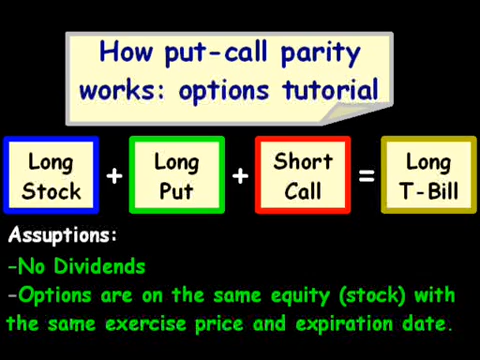 How put-call parity
works: options tutorial
Long Stock + Long Put + Short Call = Long T-Bill
Assuptions:
-No Dividends
-Options are on the same equity (stock) with
the same exercise price and expiration date.